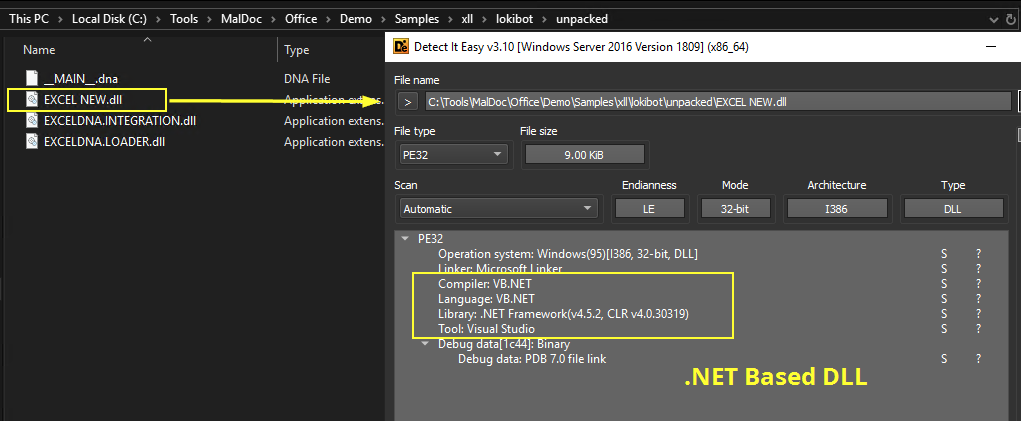 This PC > Local Disk (C:) > Tools > MalDoc > Office > Demo > Samples > xll > lokibot > unpacked
Name
Type
__MAIN__.dna
DNA File
EXCEL NEW.dll
Application extens.
EXCELDNA.INTEGRATION.dll
Application extens.
EXCELDNA.LOADER.dll
Application extens.
Detect It Easy v3.10 [Windows Server 2016 Version 1809] (x86_64)
File name
> C:\Tools\MalDoc\Office\Demo\Samples\xll\lokibot\unpacked\EXCEL NEW.dll
File type
File size
PE32
9.00 KiB
Scan
Endianness
Mode
Architecture
Type
Automatic
LE
32-bit
I386
DLL
PE32
Operation system: Windows(95)[I386, 32-bit, DLL] S ?
Linker: Microsoft Linker S ?
Compiler: VB.NET S ?
Language: VB.NET S ?
Library: .NET Framework(v4.5.2, CLR v4.0.30319) S ?
Tool: Visual Studio S ?
Debug data[1c44]: Binary
Debug data: PDB 7.0 file link S ?
.NET Based DLL